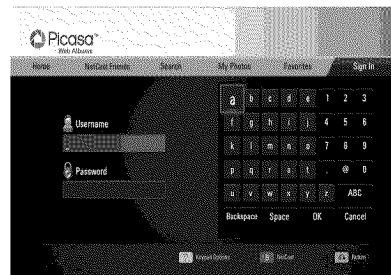 Picasa™
Web Albums
Home NetCast Friends Search My Photos Favorites Sign In
a b c d e 1 2 3
Username f g h i j 4 5 6
k l m n o 7 8 9
Password p q r s t . @ 0
u v w x y z ABC
Backspace Space OK Cancel
Keypad Options NetCast Return